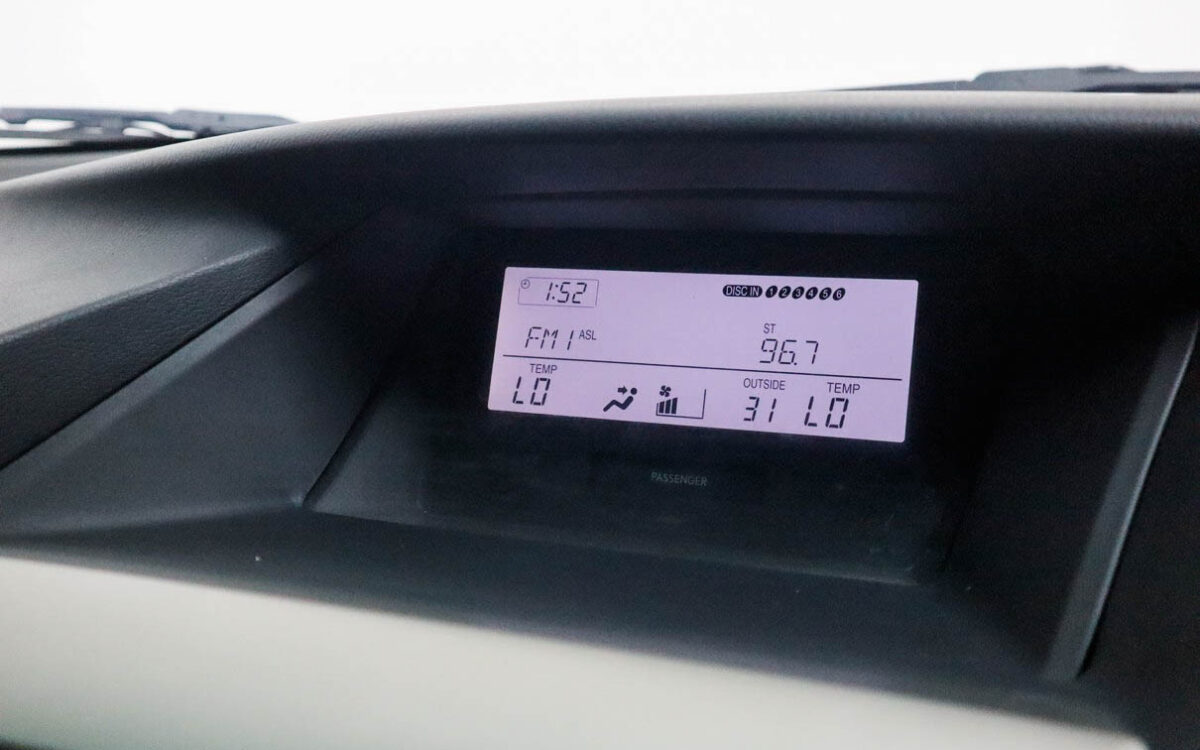 1:52 DISC IN 1 2 3 4 5 6
FM1 ASL ST 96.7
TEMP OUTSIDE TEMP
LO 31 LO
PASSENGER